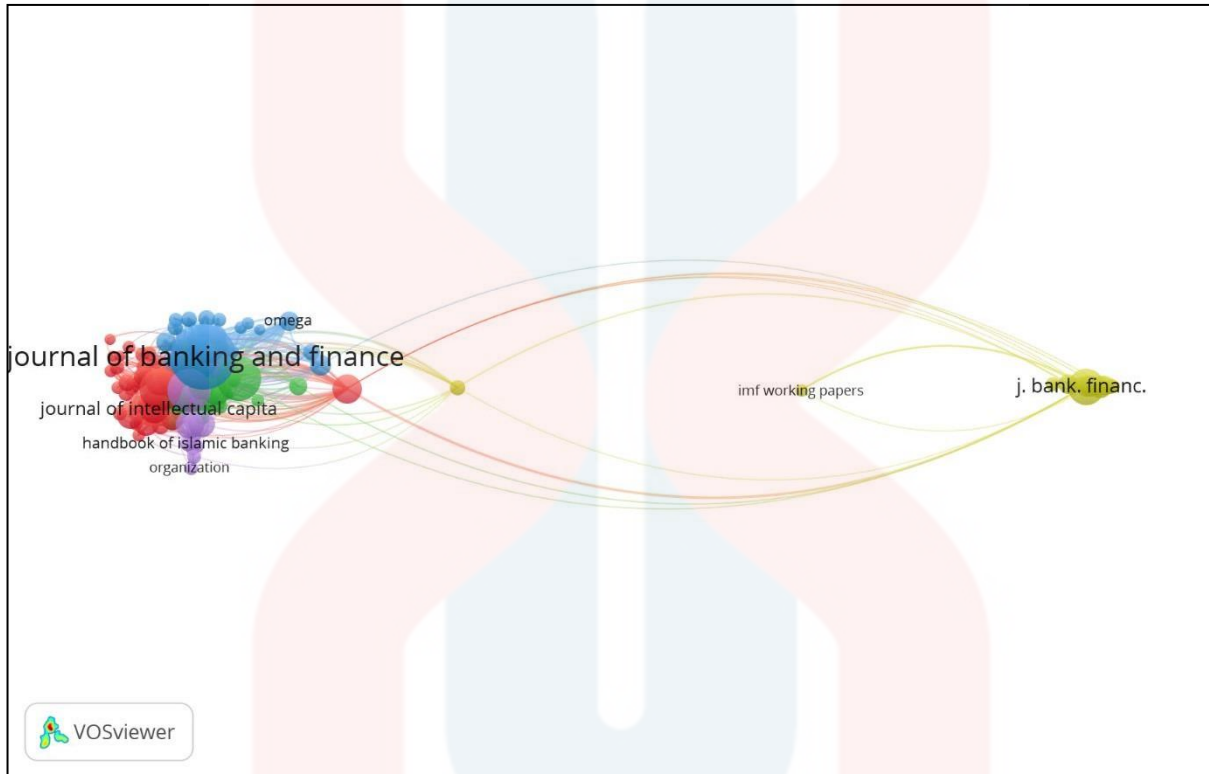 omega
journal of banking and finance
imf working papers
j. bank. financ.
journal of intellectual capita
handbook of islamic banking
organization
VOSviewer